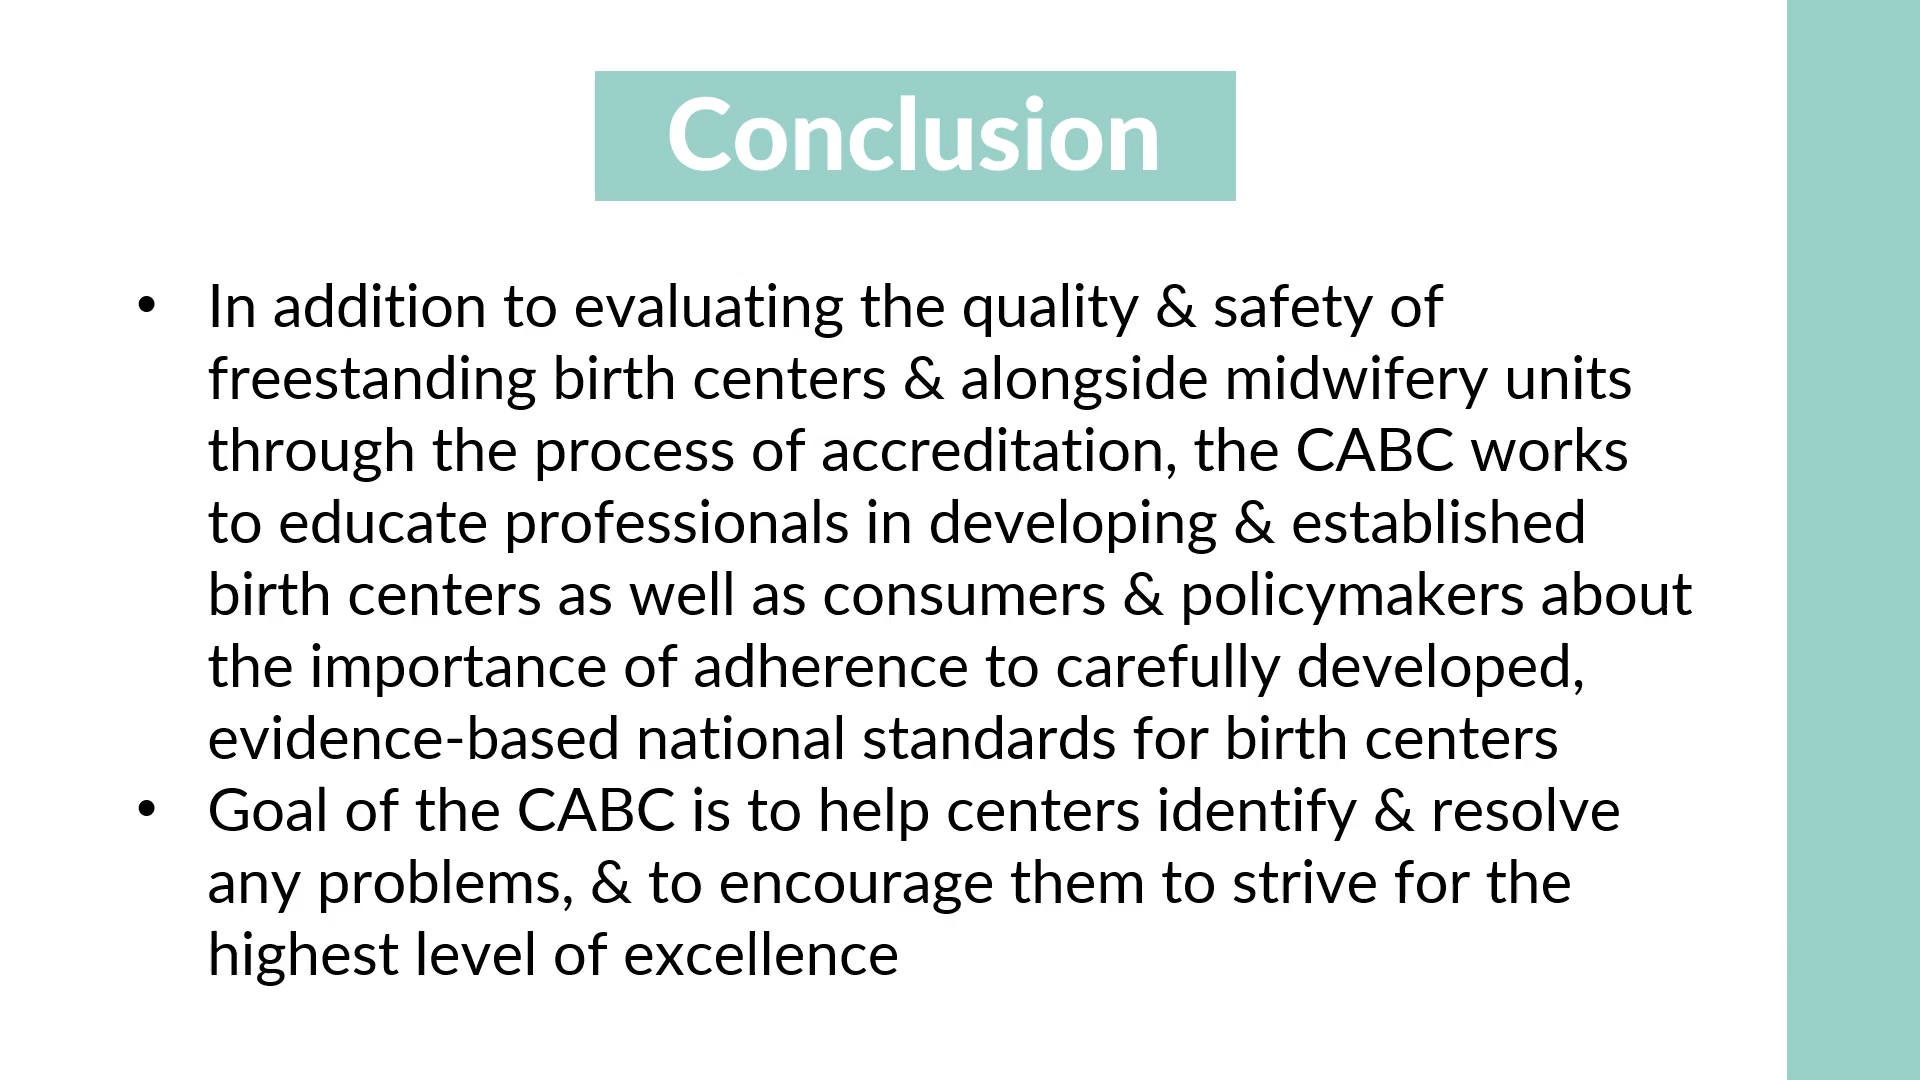 Conclusion
• In addition to evaluating the quality & safety of
freestanding birth centers & alongside midwifery units
through the process of accreditation, the CABC works
to educate professionals in developing & established
birth centers as well as consumers & policymakers about
the importance of adherence to carefully developed,
evidence-based national standards for birth centers
• Goal of the CABC is to help centers identify & resolve
any problems, & to encourage them to strive for the
highest level of excellence